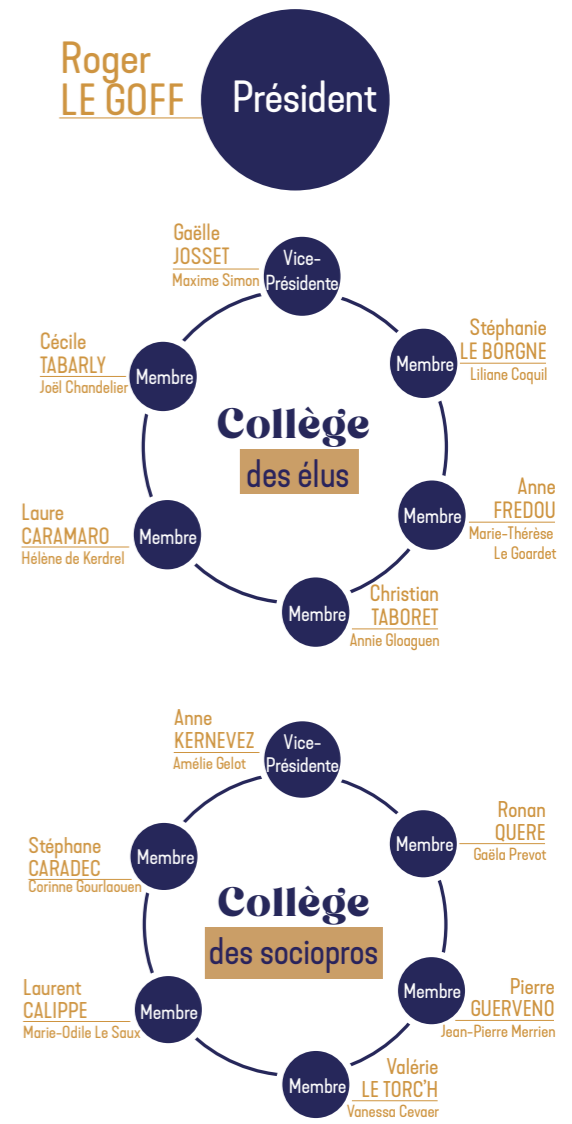 Roger
LE GOFF
Président
Gaëlle
JOSSET
Maxime Simon
Vice-
Présidente
Stéphanie
LE BORGNE
Liliane Coquil
Membre
Cécile
TABARLY
Joël Chandelier
Membre
Collège
des élus
Anne
FREDOU
Marie-Thérèse
Le Goardet
Membre
Laure
CARAMARO
Hélène de Kerdrel
Membre
Christian
TABORET
Annie Gloaguen
Membre
Anne
KERNEVEZ
Amélie Gelot
Vice-
Présidente
Ronan
QUERE
Gaëla Prevot
Membre
Stéphane
CARADEC
Corinne Gourlaouen
Membre
Collège
des sociopros
Pierre
GUERVENO
Jean-Pierre Merrien
Membre
Laurent
CALIPPE
Marie-Odile Le Saux
Membre
Valérie
LE TORC'H
Vanessa Cevaer
Membre